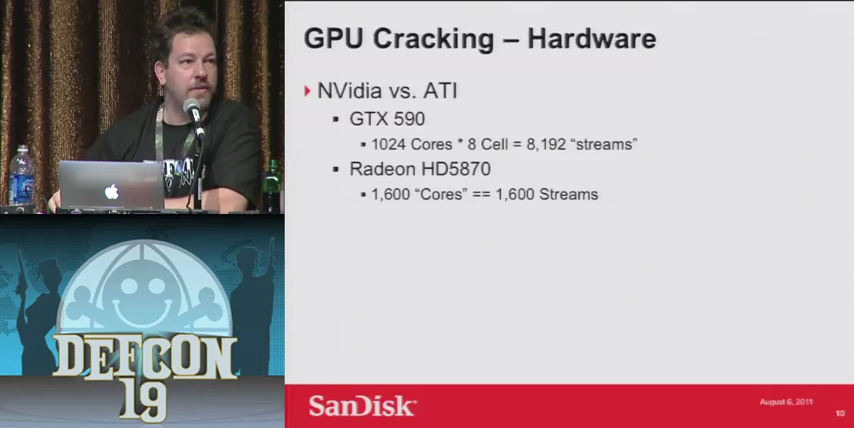 GPU Cracking – Hardware
NVidia vs. ATI
GTX 590
1024 Cores * 8 Cell = 8,192 “streams”
Radeon HD5870
1,600 “Cores” == 1,600 Streams
DEFCON
19
SanDisk®
August 6, 2011
10